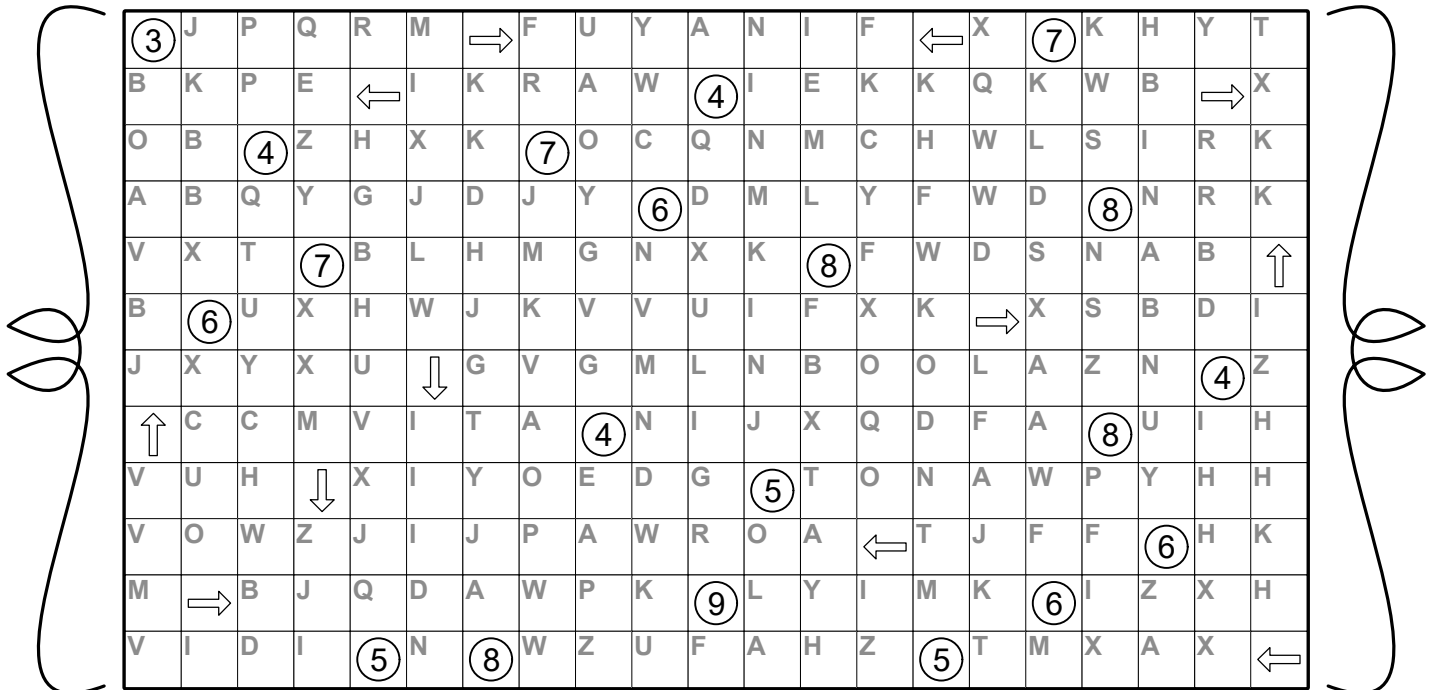 3 J P Q R M ⇨ F U Y A N I F ⇦ X 7 K H Y T
B K P E ⇦ I K R A W 4 I E K K Q K W B ⇨ X
O B 4 Z H X K 7 O C Q N M C H W L S I R K
A B Q Y G J D J Y 6 D M L Y F W D 8 N R K
V X T 7 B L H M G N X K 8 F W D S N A B ⇧
B 6 U X H W J K V V U I F X K ⇨ X S B D I
J X Y X U ⇩ G V G M L N B O O L A Z N 4 Z
⇧ C C M V I T A 4 N I J X Q D F A 8 U I H
V U H ⇩ X I Y O E D G 5 T O N A W P Y H H
V O W Z J I J P A W R O A ⇦ T J F F 6 H K
M ⇨ B J Q D A W P K 9 L Y I M K 6 I Z X H
V I D I 5 N 8 W Z U F A H Z 5 T M X A X ⇦